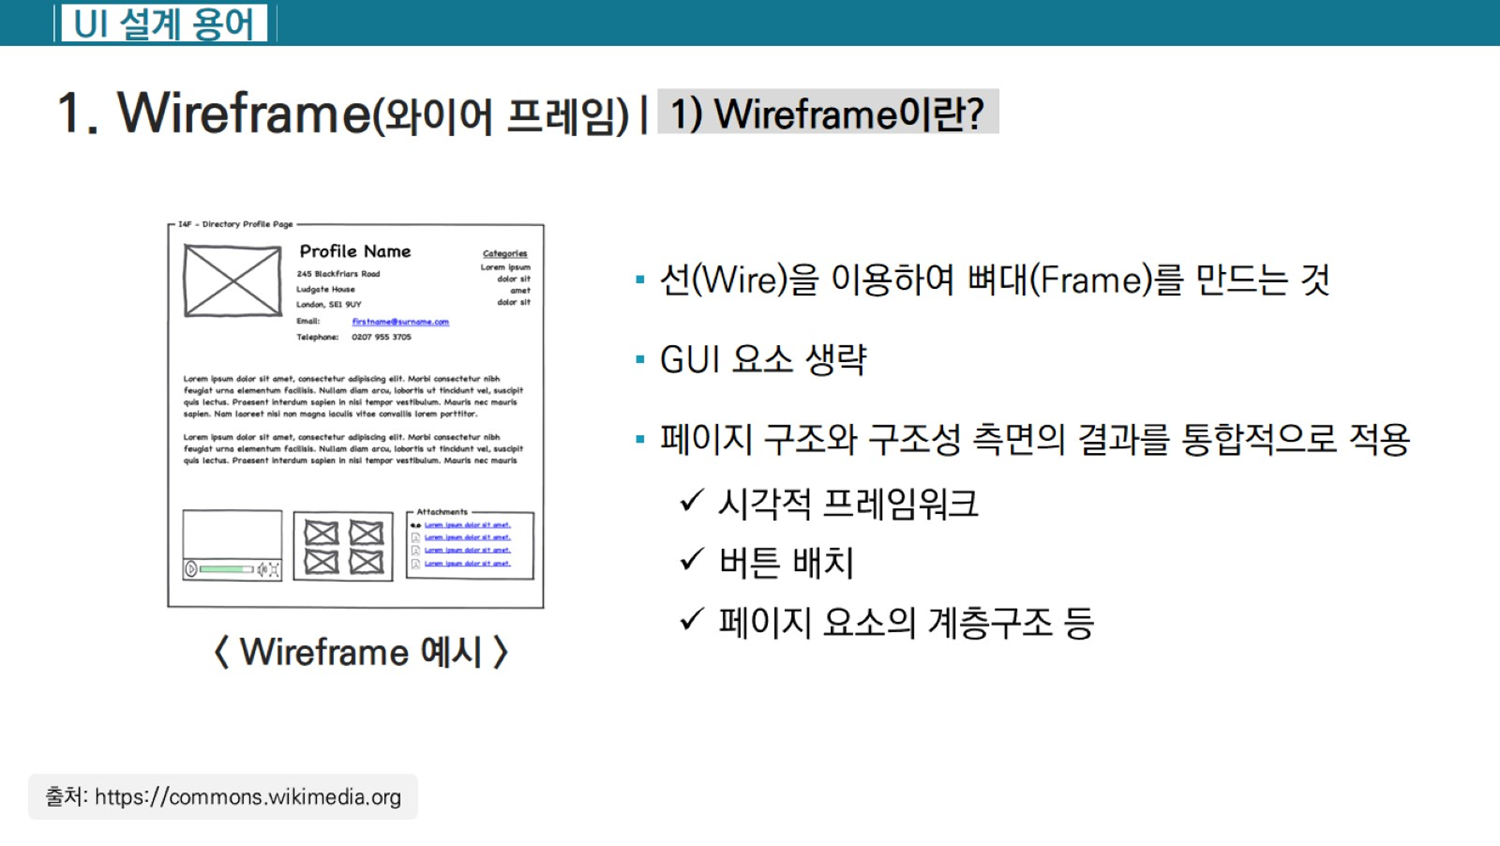 UI 설계 용어
1. Wireframe(와이어 프레임) | 1) Wireframe이란?
I4F - Directory Profile Page
Profile Name
245 Blackfriars Road
Ludgate House
London, SE1 9UY
Email: firstname@surname.com
Telephone: 0207 955 3705
Categories
Lorem ipsum
dolor sit
amet
dolor sit
Lorem ipsum dolor sit amet, consectetur adipiscing elit. Morbi consectetur nibh
feugiat urna elementum facilisis. Nullam diam arcu, lobortis ut tincidunt vel, suscipit
quis lectus. Praesent interdum sapien in nisi tempor vestibulum. Mauris nec mauris
sapien. Nam laoreet nisi non magna iaculis vitae convallis lorem porttitor.
Lorem ipsum dolor sit amet, consectetur adipiscing elit. Morbi consectetur nibh
feugiat urna elementum facilisis. Nullam diam arcu, lobortis ut tincidunt vel, suscipit
quis lectus. Praesent interdum sapien in nisi tempor vestibulum. Mauris nec mauris
Attachments
Lorem ipsum dolor sit amet.
Lorem ipsum dolor sit amet.
Lorem ipsum dolor sit amet.
Lorem ipsum dolor sit amet.
〈 Wireframe 예시 〉
▪ 선(Wire)을 이용하여 뼈대(Frame)를 만드는 것
▪ GUI 요소 생략
▪ 페이지 구조와 구조성 측면의 결과를 통합적으로 적용
✓ 시각적 프레임워크
✓ 버튼 배치
✓ 페이지 요소의 계층구조 등
출처: https://commons.wikimedia.org